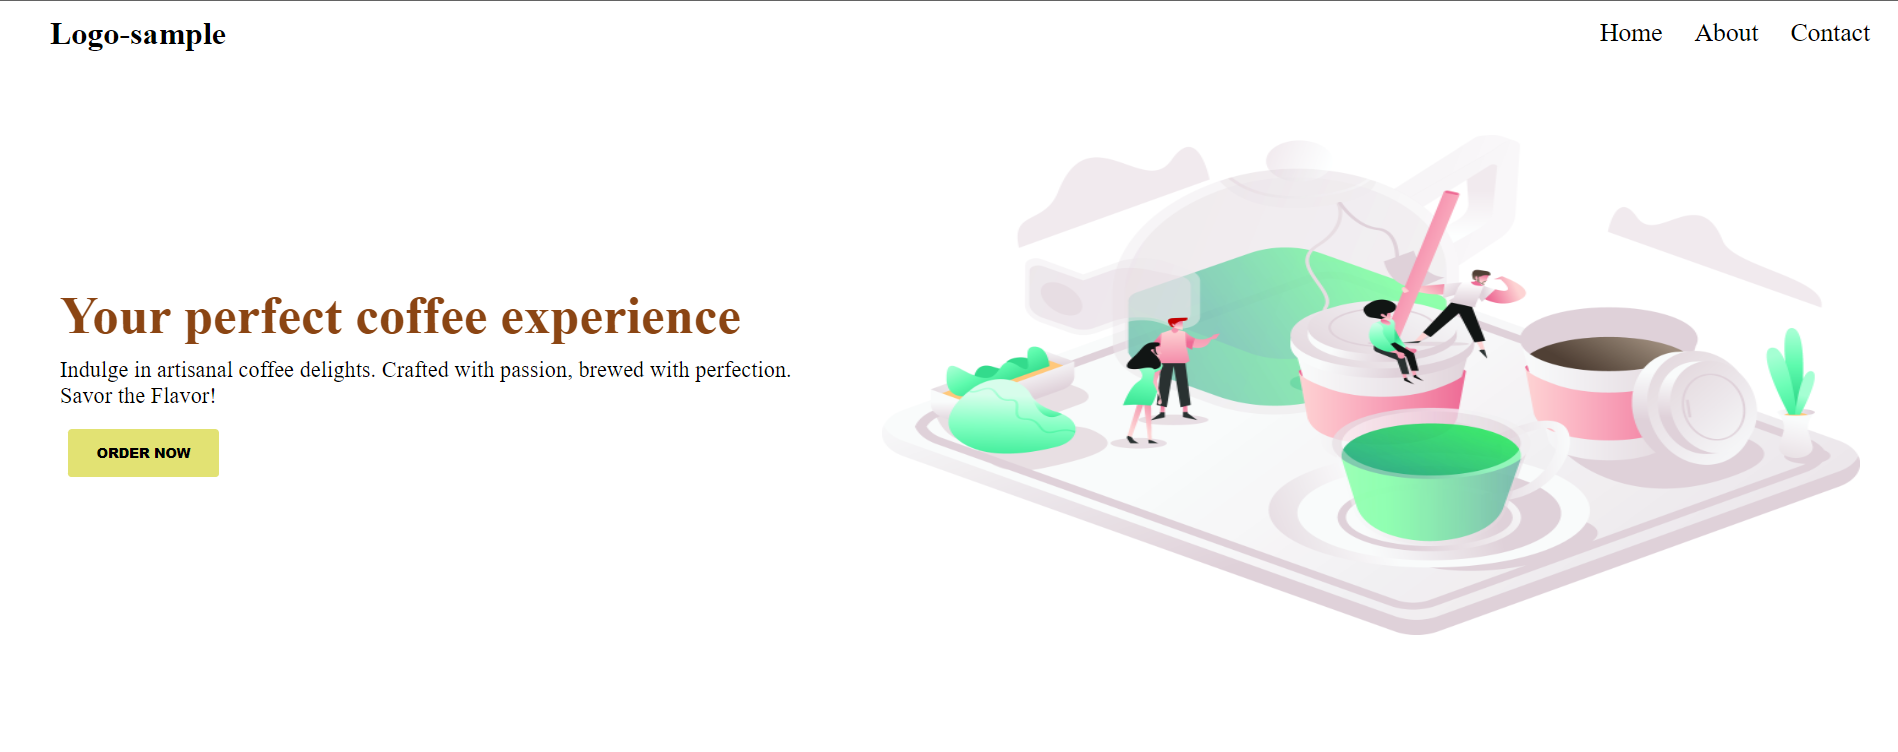 Logo-sample
Home About Contact
Your perfect coffee experience
Indulge in artisanal coffee delights. Crafted with passion, brewed with perfection.
Savor the Flavor!
ORDER NOW